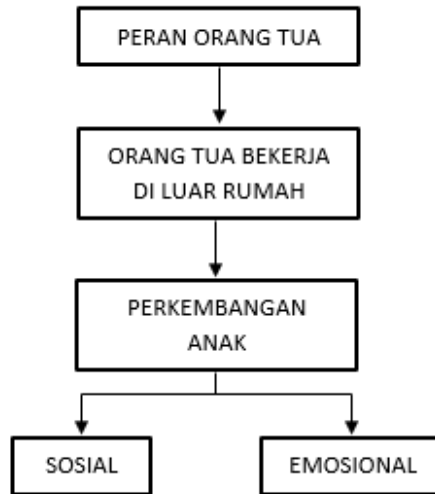 PERAN ORANG TUA
ORANG TUA BEKERJA
DI LUAR RUMAH
PERKEMBANGAN
ANAK
SOSIAL
EMOSIONAL